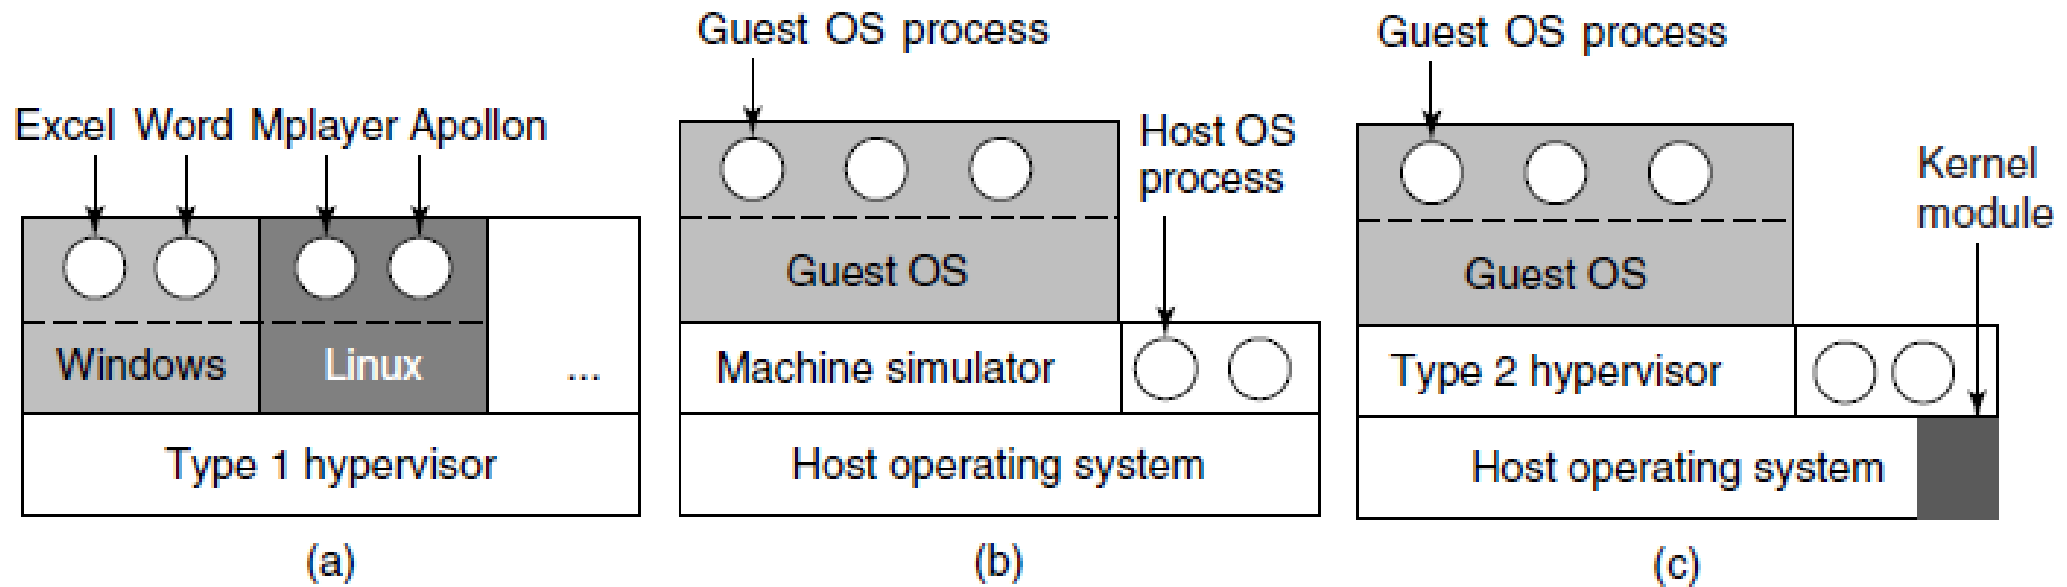 Excel Word Mplayer Apollon
Windows
Linux
...
Type 1 hypervisor
(a)
Guest OS process
Host OS
process
Guest OS
Machine simulator
Host operating system
(b)
Guest OS process
Kernel
module
Guest OS
Type 2 hypervisor
Host operating system
(c)